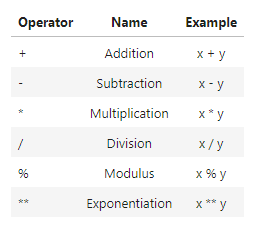 Operator Name Example
+ Addition x + y
- Subtraction x - y
* Multiplication x * y
/ Division x / y
% Modulus x % y
** Exponentiation x ** y